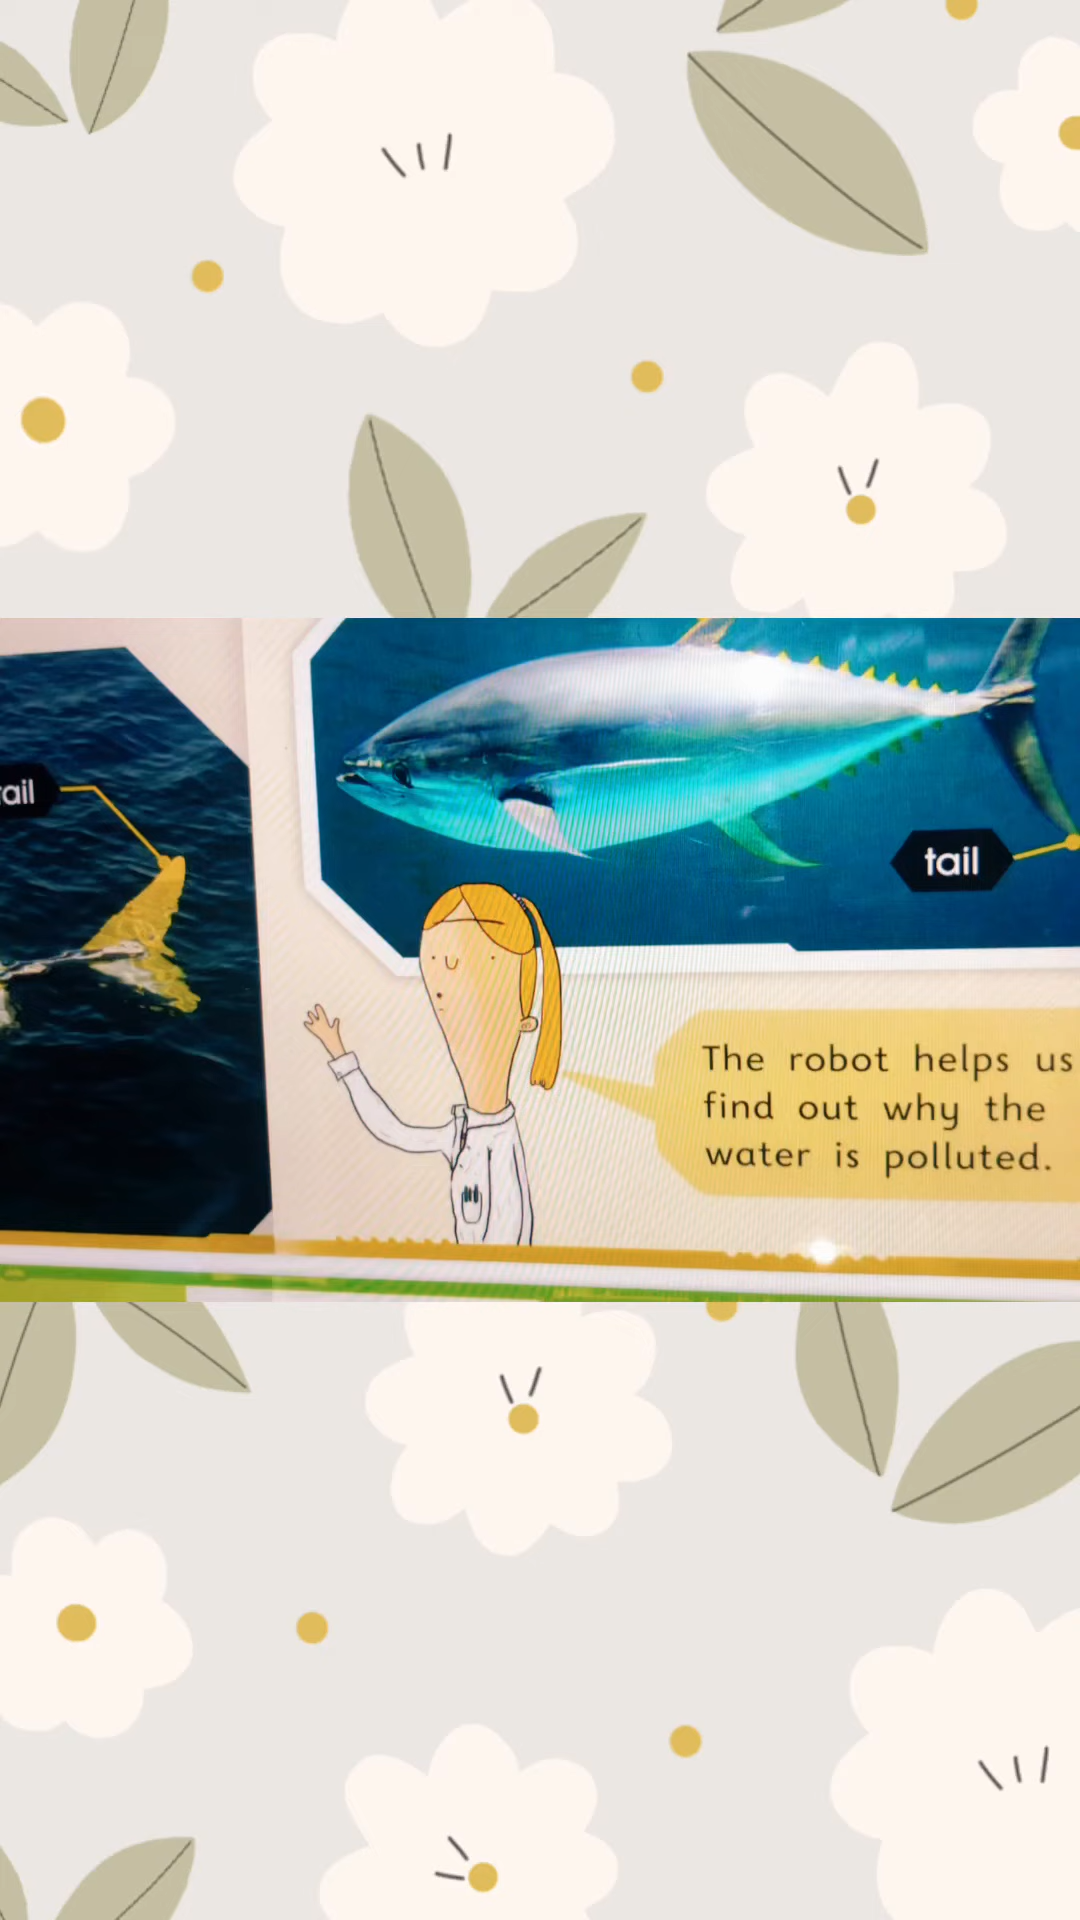 tail
The robot helps us
find out why the
water is polluted.